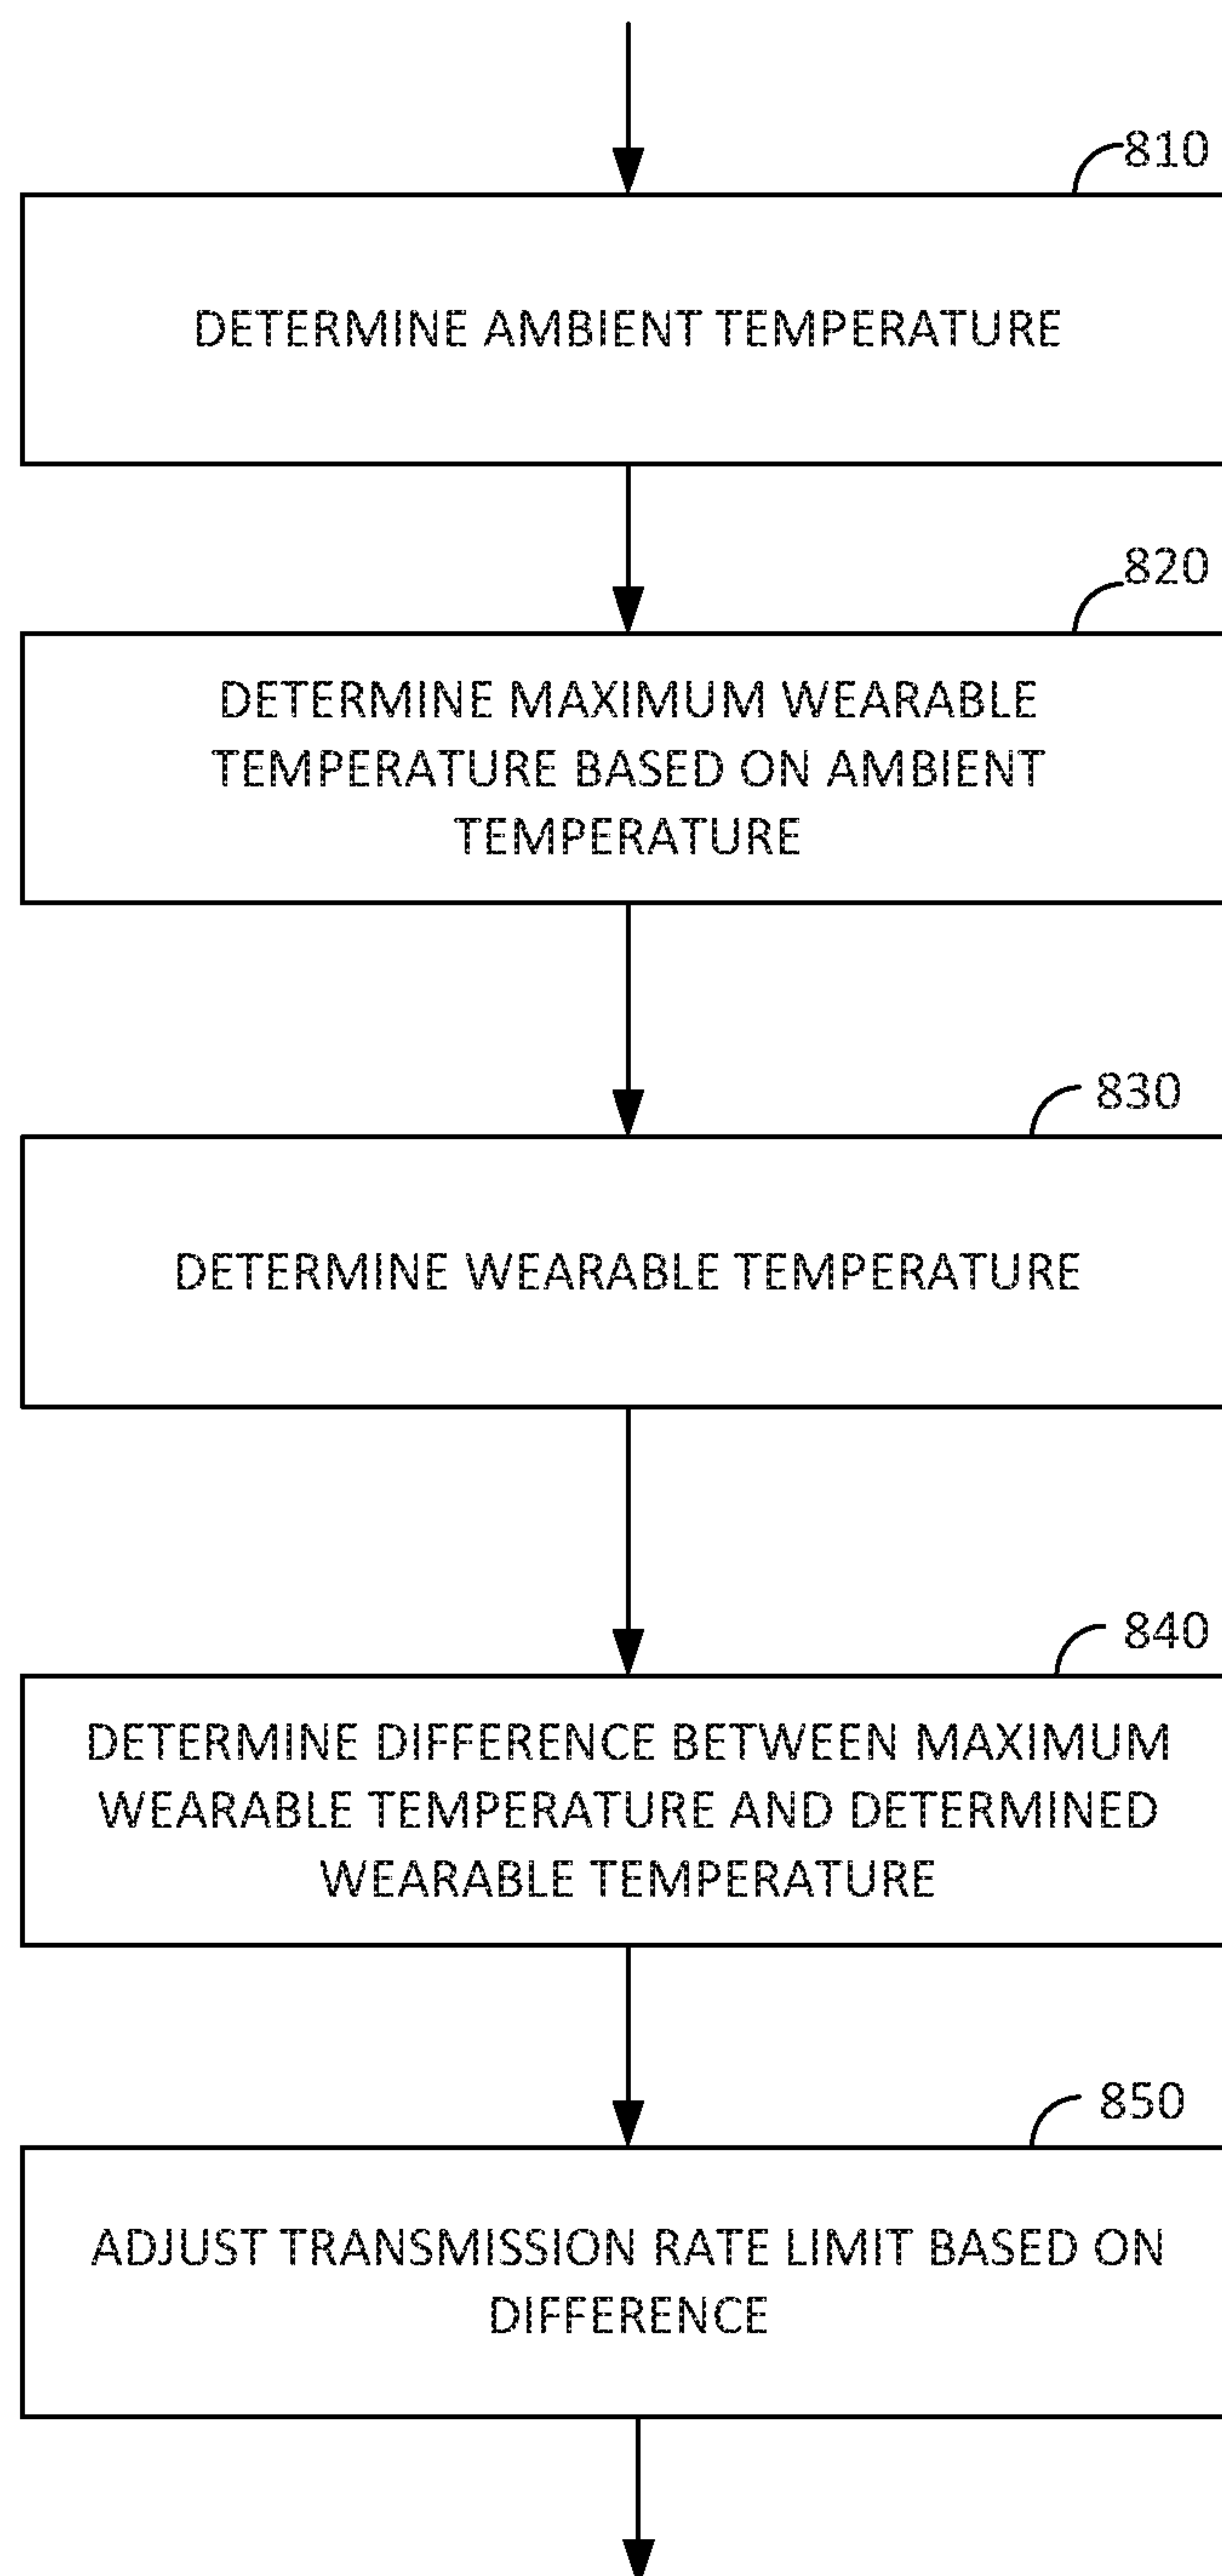 810
DETERMINE AMBIENT TEMPERATURE
820
DETERMINE MAXIMUM WEARABLE
TEMPERATURE BASED ON AMBIENT
TEMPERATURE
830
DETERMINE WEARABLE TEMPERATURE
840
DETERMINE DIFFERENCE BETWEEN MAXIMUM
WEARABLE TEMPERATURE AND DETERMINED
WEARABLE TEMPERATURE
850
ADJUST TRANSMISSION RATE LIMIT BASED ON
DIFFERENCE